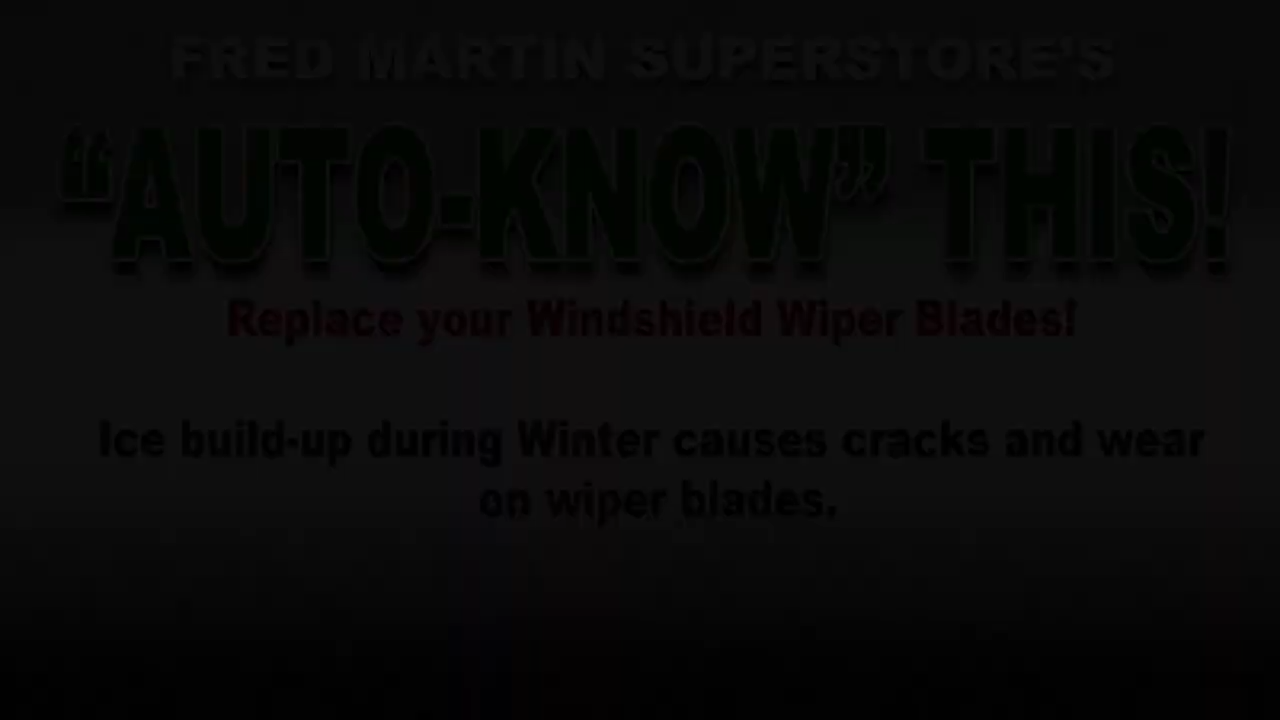 FRED MARTIN SUPERSTORE'S
“AUTO-KNOW” THIS!
Replace your Windshield Wiper Blades!
Ice build-up during Winter causes cracks and wear
on wiper blades.